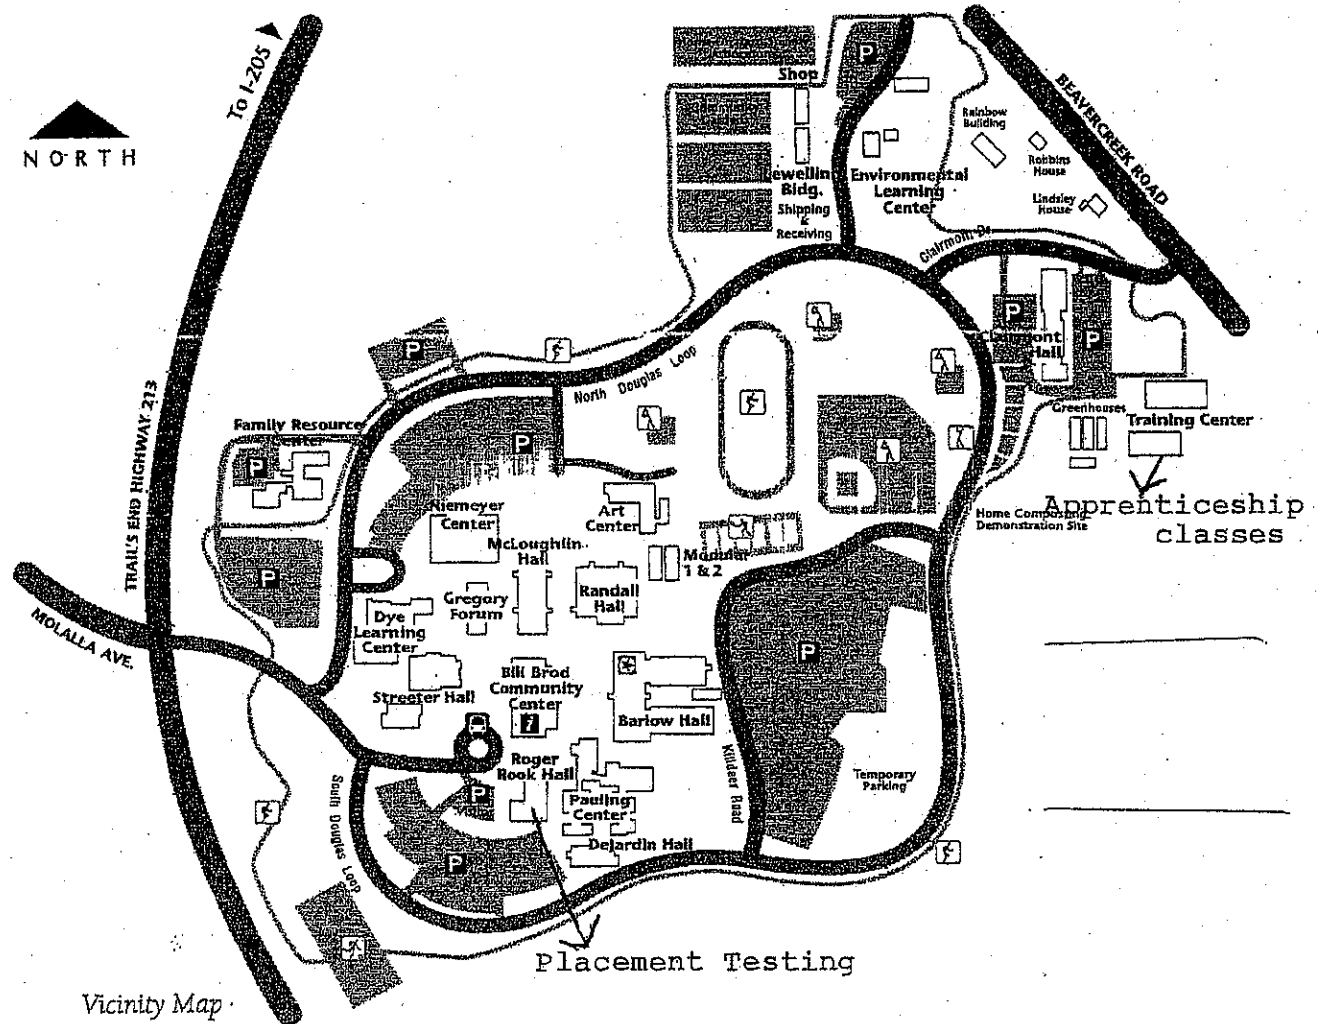 To I-205
NORTH
TRAIL'S END HIGHWAY 213
MOLALLA AVE.
Shop
P
BEAVERCREEK ROAD
Rainbow
Building
Robbins
House
Lindsley
House
Environmental
Learning
Center
Bldg.
Shipping
&
Receiving
Clairmont Dr.
P
Clairmont
Hall
P
P
North Douglas Loop
Family Resource
Center
P
P
P
Greenhouses
Training Center
Apprenticeship
classes
Home Composting
Demonstration Site
Niemeyer
Center
Art
Center
McLoughlin
Hall
Modular
1 & 2
Gregory
Forum
Randall
Hall
Dye
Learning
Center
P
Streeter Hall
Bill Brod
Community
Center
i
Barlow Hall
Killdeer Road
Temporary
Parking
Roger
Rook Hall
P
Pauling
Center
DeJardin Hall
South Douglas Loop
P
Placement Testing
Vicinity Map